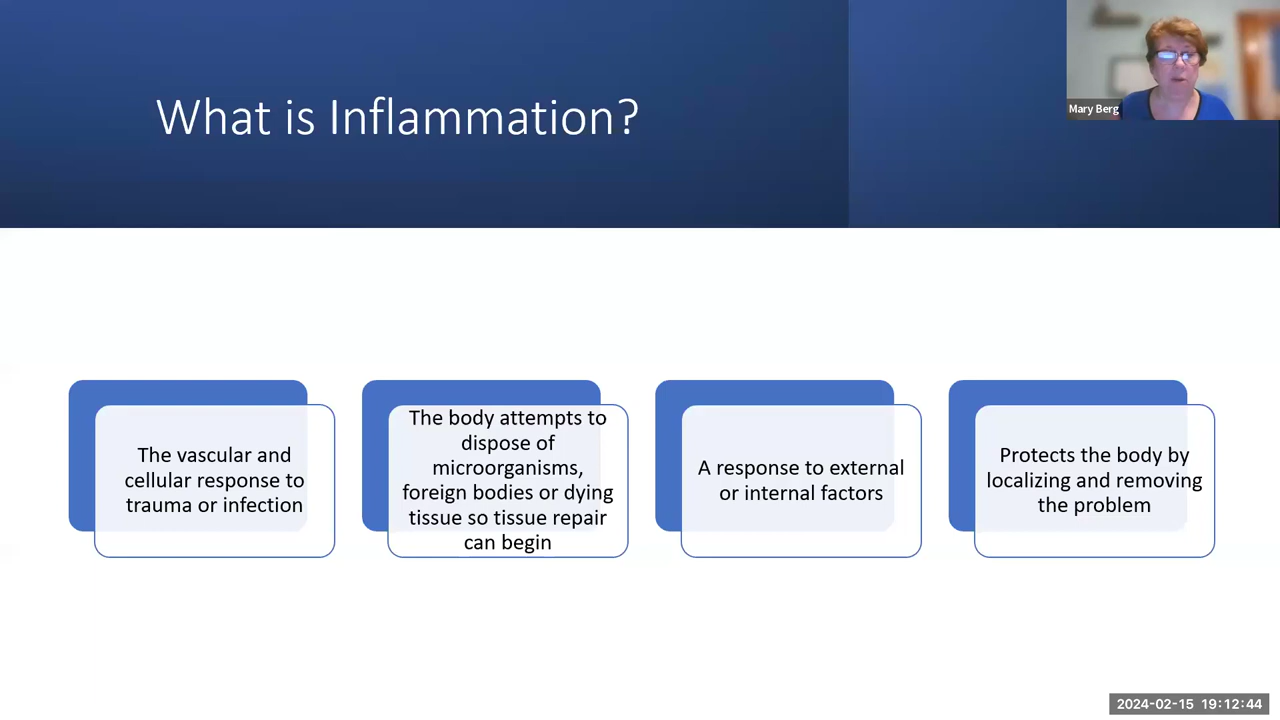 What is Inflammation?
Mary Berg
The vascular and
cellular response to
trauma or infection
The body attempts to
dispose of
microorganisms,
foreign bodies or dying
tissue so tissue repair
can begin
A response to external
or internal factors
Protects the body by
localizing and removing
the problem
2024-02-15 19:12:44